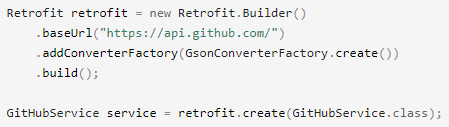 Retrofit retrofit = new Retrofit.Builder()
    .baseUrl("https://api.github.com/")
    .addConverterFactory(GsonConverterFactory.create())
    .build();

GitHubService service = retrofit.create(GitHubService.class);